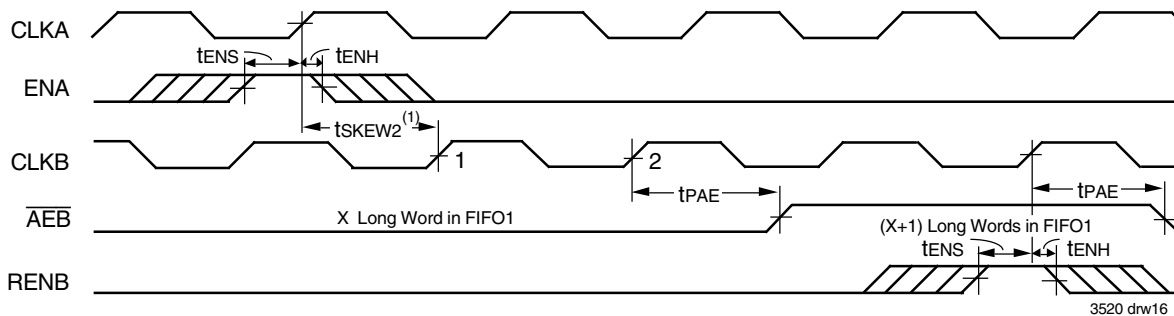 CLKA
tENS
tENH
ENA
tSKEW2 (1)
CLKB
1
2
tPAE
tPAE
AEB
X Long Word in FIFO1
(X+1) Long Words in FIFO1
tENS
tENH
RENB
3520 drw16